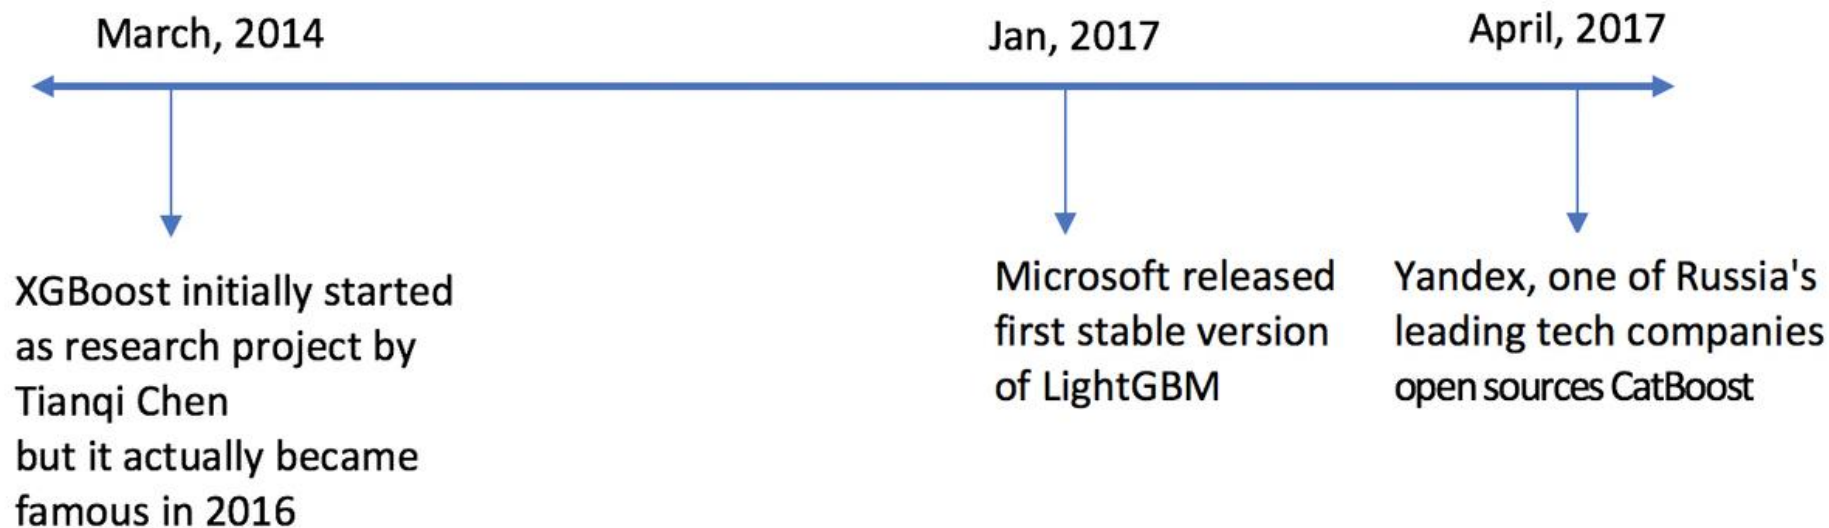 March, 2014
Jan, 2017
April, 2017
XGBoost initially started
as research project by
Tianqi Chen
but it actually became
famous in 2016
Microsoft released
first stable version
of LightGBM
Yandex, one of Russia's
leading tech companies
open sources CatBoost